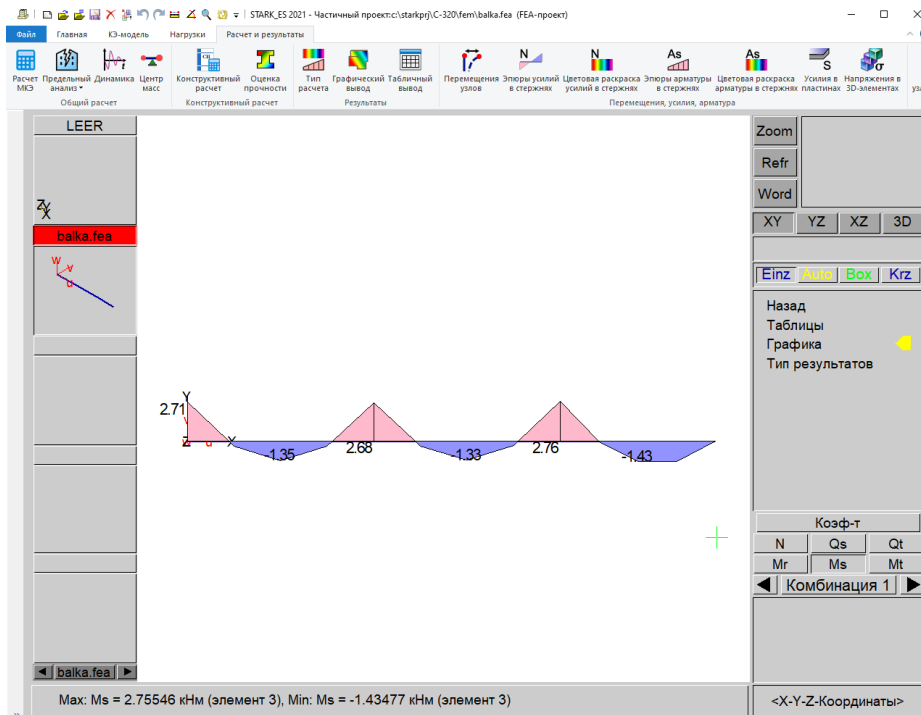 STARK_ES 2021 - Частичный проект:c:\starkprj\C-320\fem\balka.fea (FEA-проект)
Файл Главная КЭ-модель Нагрузки Расчет и результаты
Расчет МКЭ
Предельный анализ
Динамика
Центр масс
Конструктивный расчет
Оценка прочности
Тип расчета
Графический вывод
Табличный вывод
Перемещения узлов
N
Эпюры усилий в стержнях
N
Цветовая раскраска усилий в стержнях
As
Эпюры арматуры в стержнях
As
Цветовая раскраска арматуры в стержнях
S
Усилия в пластинах
σ
Напряжения в 3D-элементах
уз
Общий расчет
Конструктивный расчет
Результаты
Перемещения, усилия, арматура
LEER
Z
Y
X
balka.fea
w
v
u
balka.fea
Y
2.71
Z
u
X
-1.35
2.68
-1.33
2.76
-1.43
Zoom
Refr
Word
XY YZ XZ 3D
Einz Auto Box Krz
Назад
Таблицы
Графика
Тип результатов
Коэф-т
N Qs Qt
Mr Ms Mt
Комбинация 1
Max: Ms = 2.75546 кНм (элемент 3), Min: Ms = -1.43477 кНм (элемент 3)
<X-Y-Z-Координаты>